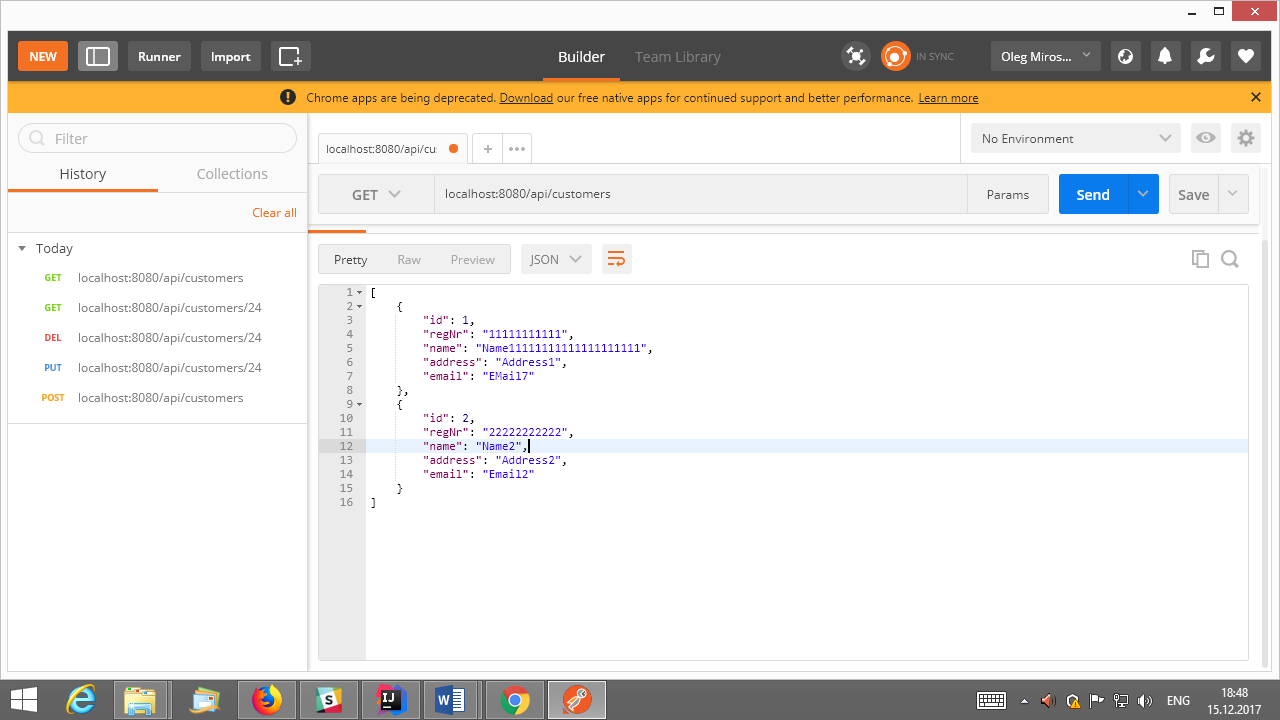 NEW Runner Import Builder Team Library IN SYNC Oleg Miros...
Chrome apps are being deprecated. Download our free native apps for continued support and better performance. Learn more
Filter
History Collections
Clear all
Today
GET localhost:8080/api/customers
GET localhost:8080/api/customers/24
DEL localhost:8080/api/customers/24
PUT localhost:8080/api/customers/24
POST localhost:8080/api/customers
localhost:8080/api/cu + ••• No Environment
GET localhost:8080/api/customers Params Send Save
Pretty Raw Preview JSON
1 [
2 {
3 "id": 1,
4 "regNr": "11111111111",
5 "name": "Name11111111111111111111",
6 "address": "Address1",
7 "email": "EMail7"
8 },
9 {
10 "id": 2,
11 "regNr": "22222222222",
12 "name": "Name2",
13 "address": "Address2",
14 "email": "Email2"
15 }
16 ]
ENG 18:48
15.12.2017